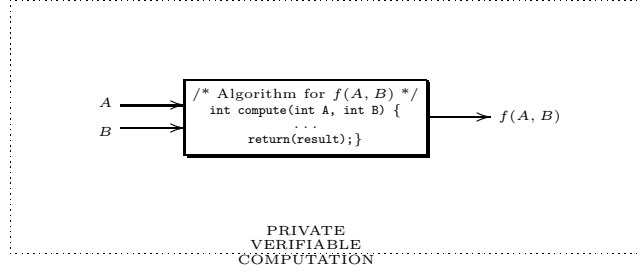 /* Algorithm for f(A, B) */
A
int compute(int A, int B) {
...
f(A, B)
B
return(result);}
PRIVATE
VERIFIABLE
COMPUTATION